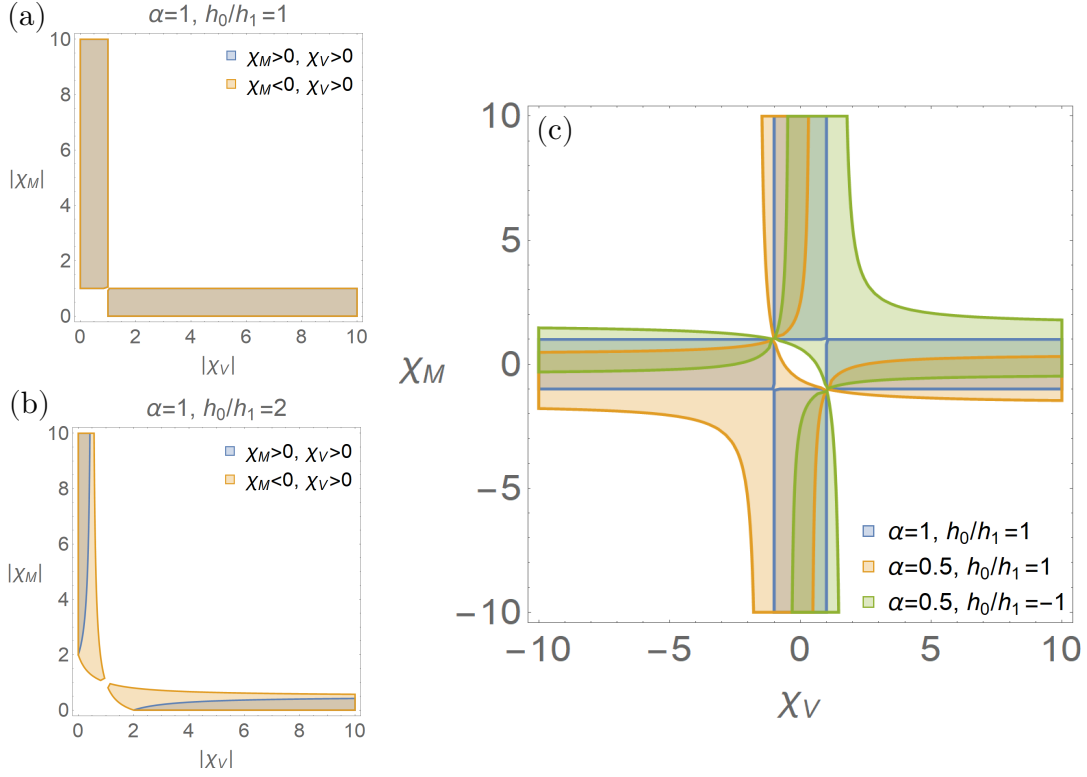 (a)
α=1, h₀/h₁=1
χM>0, χV>0
χM<0, χV>0
10
8
6
4
2
0
|χM|
0 2 4 6 8 10
|χV|
(b)
α=1, h₀/h₁=2
χM>0, χV>0
χM<0, χV>0
10
8
6
4
2
0
|χM|
0 2 4 6 8 10
|χV|
(c)
10
5
0
−5
−10
χM
α=1, h₀/h₁=1
α=0.5, h₀/h₁=1
α=0.5, h₀/h₁=−1
−10 −5 0 5 10
χV